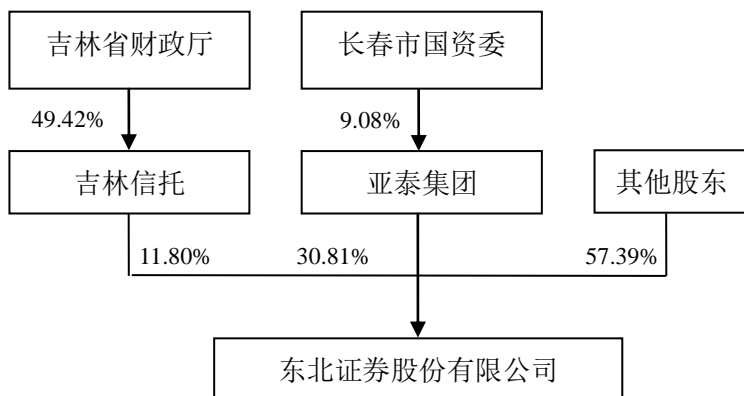 吉林省财政厅
长春市国资委
49.42%
9.08%
吉林信托
亚泰集团
其他股东
11.80%
30.81%
57.39%
东北证券股份有限公司